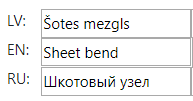 LV: Šotes mezgls
EN: Sheet bend
RU: Шкотовый узел